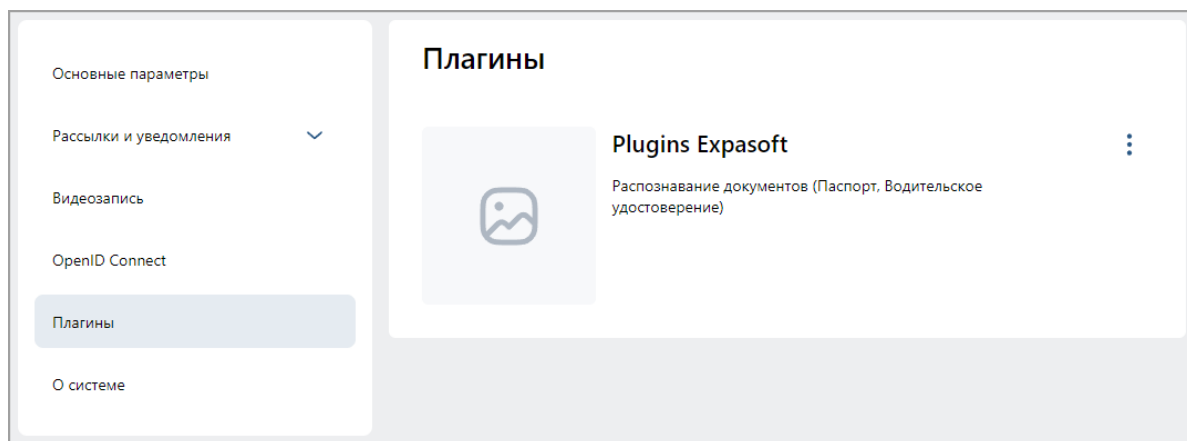 Основные параметры
Рассылки и уведомления
Видеозапись
OpenID Connect
Плагины
О системе
Плагины
Plugins Expasoft
Распознавание документов (Паспорт, Водительское
удостоверение)